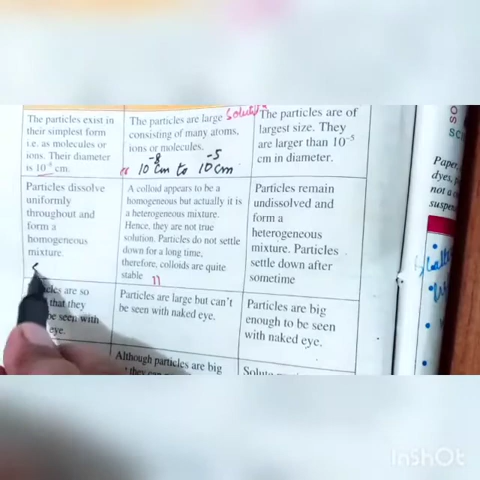 The particles exist in
their simplest form
i.e. as molecules or
ions. Their diameter
is 10⁻⁸ cm.
The particles are large
consisting of many atoms,
ions or molecules.
10⁻⁸ cm to 10⁻⁵ cm
The particles are of
largest size. They
are larger than 10⁻⁵
cm in diameter.
Particles dissolve
uniformly
throughout and
form a
homogeneous
mixture.
A colloid appears to be a
homogeneous but actually it is
a heterogeneous mixture.
Hence, they are not true
solution. Particles do not settle
down for a long time,
therefore, colloids are quite
stable
Particles remain
undissolved and
form a
heterogeneous
mixture. Particles
settle down after
sometime
are so
that they
be seen with
eye.
Particles are large but can't
be seen with naked eye.
Particles are big
enough to be seen
with naked eye.
Although particles are big
they can
Paper,
dyes,
not a
InShOt